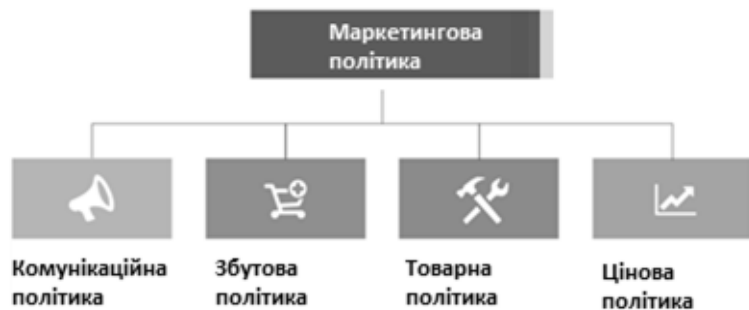 Маркетингова
політика
Комунікаційна
політика
Збутова
політика
Товарна
політика
Цінова
політика